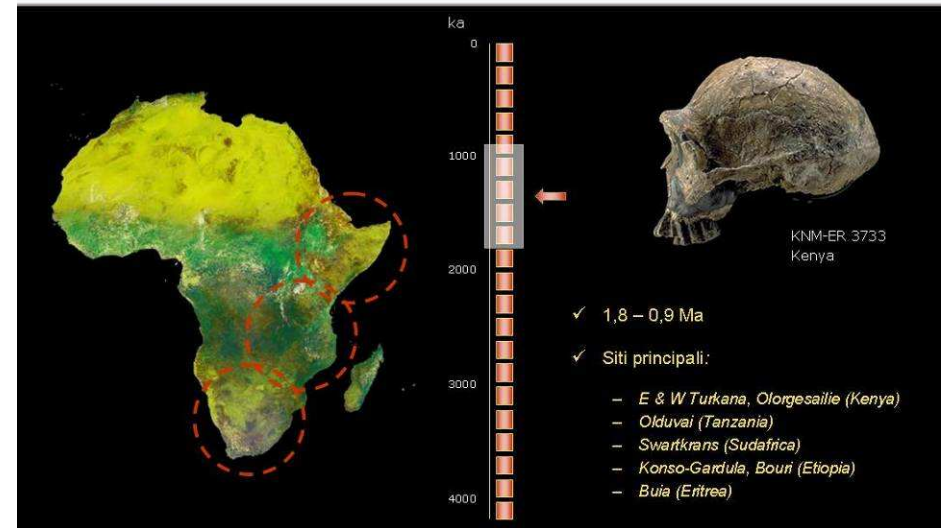 ka
0
1000
2000
3000
4000
KNM-ER 3733
Kenya
✓ 1,8 – 0,9 Ma
✓ Siti principali:
– E & W Turkana, Olorgesailie (Kenya)
– Olduvai (Tanzania)
– Swartkrans (Sudafrica)
– Konso-Gardula, Bouri (Etiopia)
– Buia (Eritrea)